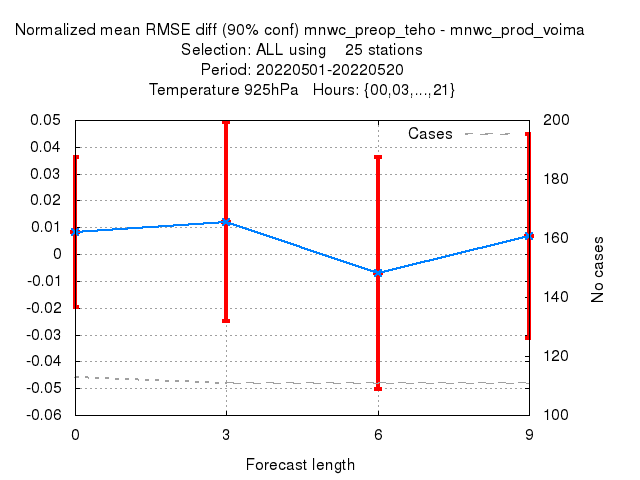 Normalized mean RMSE diff (90% conf) mnwc_preop_teho - mnwc_prod_voima
Selection: ALL using 25 stations
Period: 20220501-20220520
Temperature 925hPa Hours: {00,03,...,21}
0.05 200
Cases
0.04
0.03
180
0.02
0.01
160
0
No cases
-0.01
140
-0.02
-0.03
120
-0.04
-0.05
-0.06 100
0 3 6 9
Forecast length